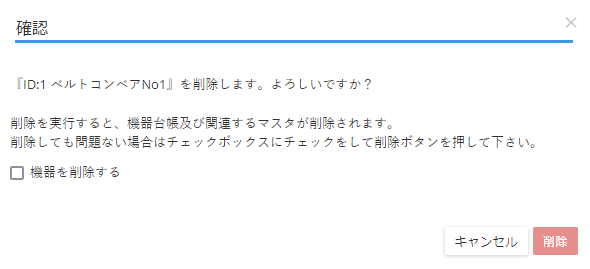 確認
×
『ID:1 ベルトコンベアNo1』を削除します。よろしいですか？
削除を実行すると、機器台帳及び関連するマスタが削除されます。
削除しても問題ない場合はチェックボックスにチェックをして削除ボタンを押して下さい。
機器を削除する
キャンセル 削除